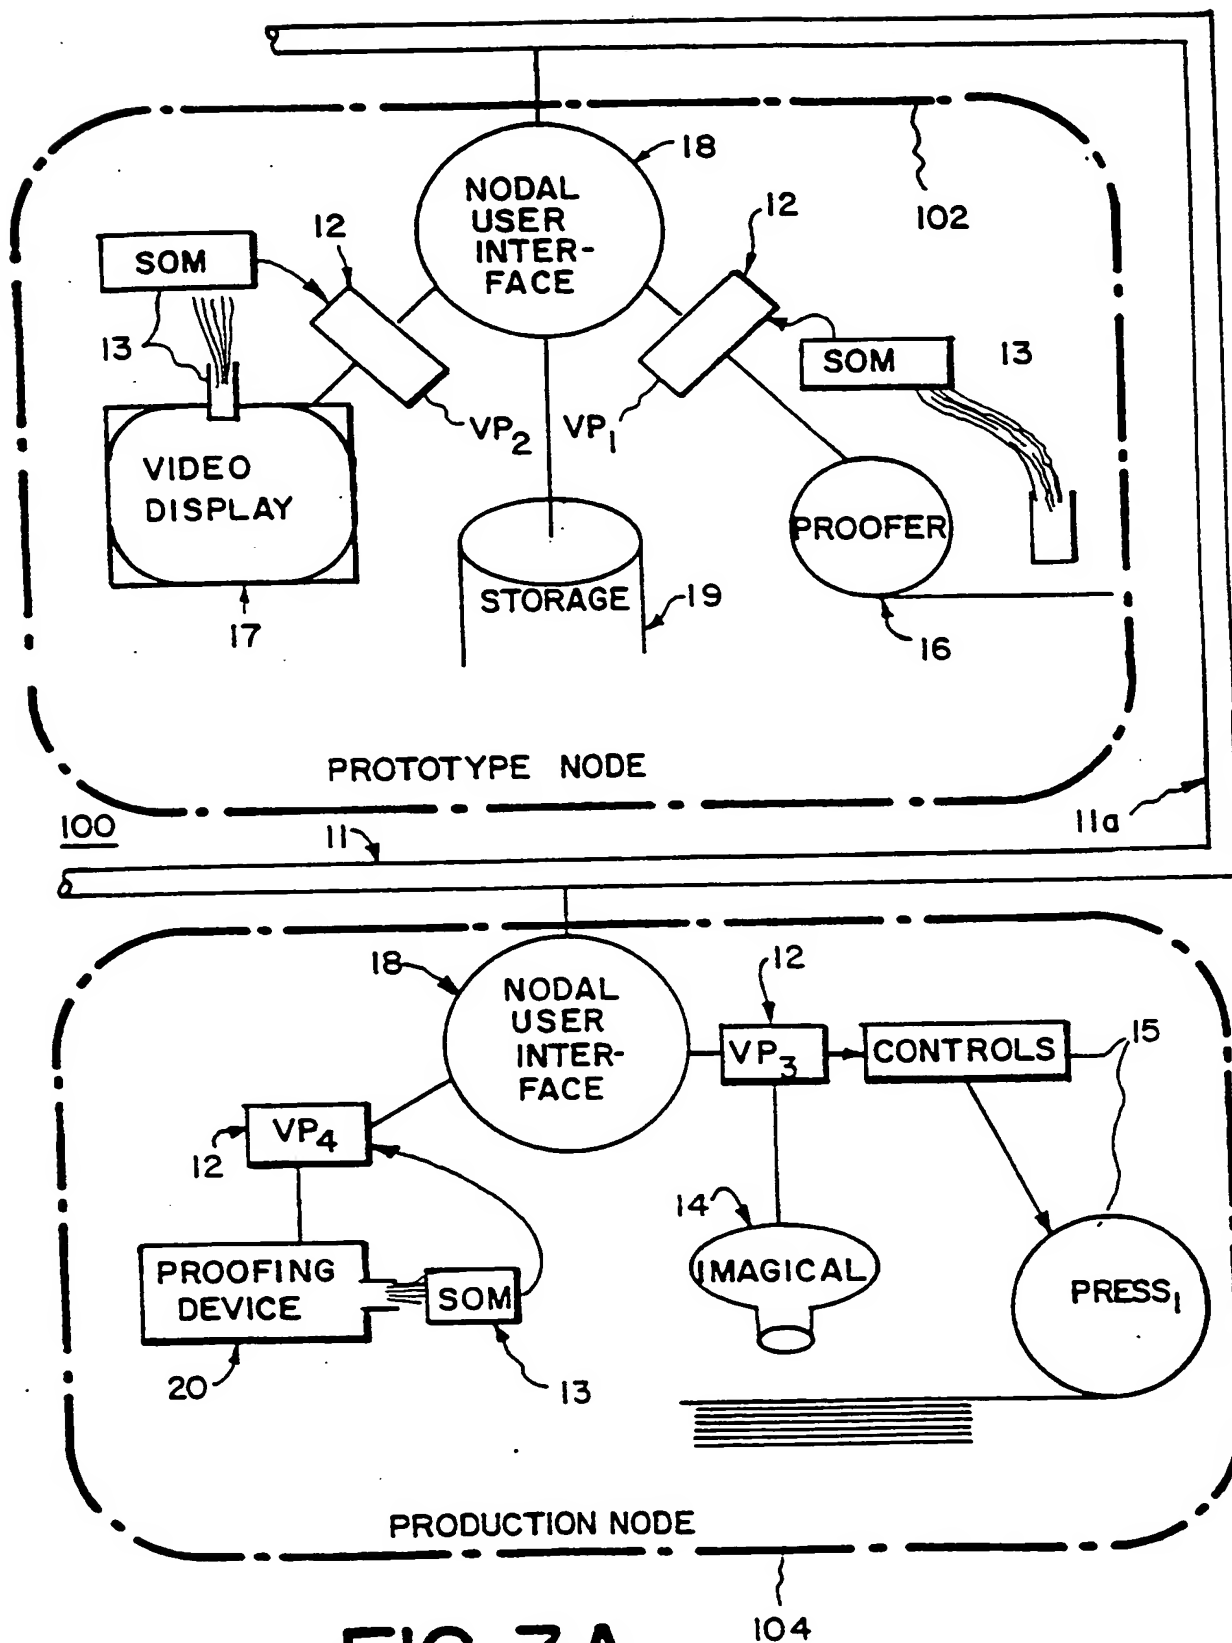 18
NODAL
USER
INTER-
FACE
102
12
12
SOM
13
SOM
13
VP2
VP1
VIDEO
DISPLAY
PROOFER
STORAGE
19
17
16
PROTOTYPE NODE
100
11
11a
18
NODAL
USER
INTER-
FACE
12
VP3
CONTROLS
15
12
VP4
14
IMAGICAL
PROOFING
DEVICE
SOM
PRESS1
20
13
PRODUCTION NODE
104